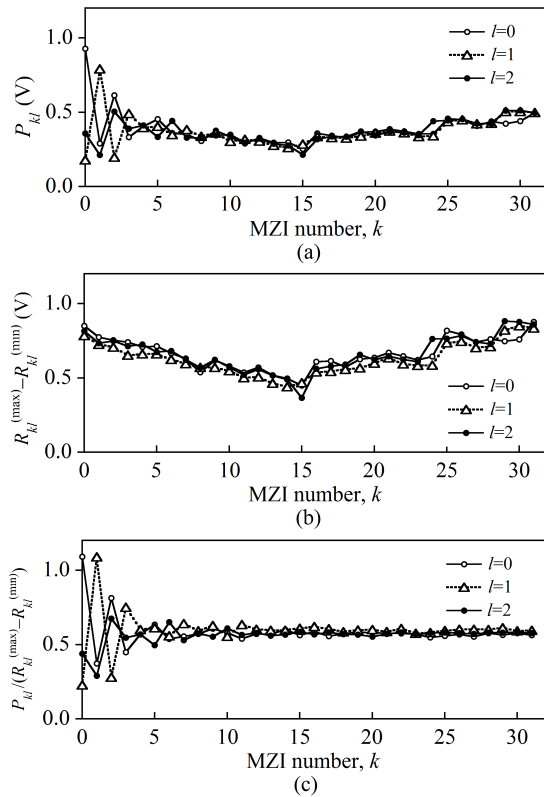 1.0
0.5
0.0
P_kl (V)
l=0
l=1
l=2
0 5 10 15 20 25 30
MZI number, k
(a)
1.0
0.5
0.0
R_kl^(max)−R_kl^(min) (V)
l=0
l=1
l=2
0 5 10 15 20 25 30
MZI number, k
(b)
1.0
0.5
0.0
P_kl/(R_kl^(max)−R_kl^(min))
l=0
l=1
l=2
0 5 10 15 20 25 30
MZI number, k
(c)